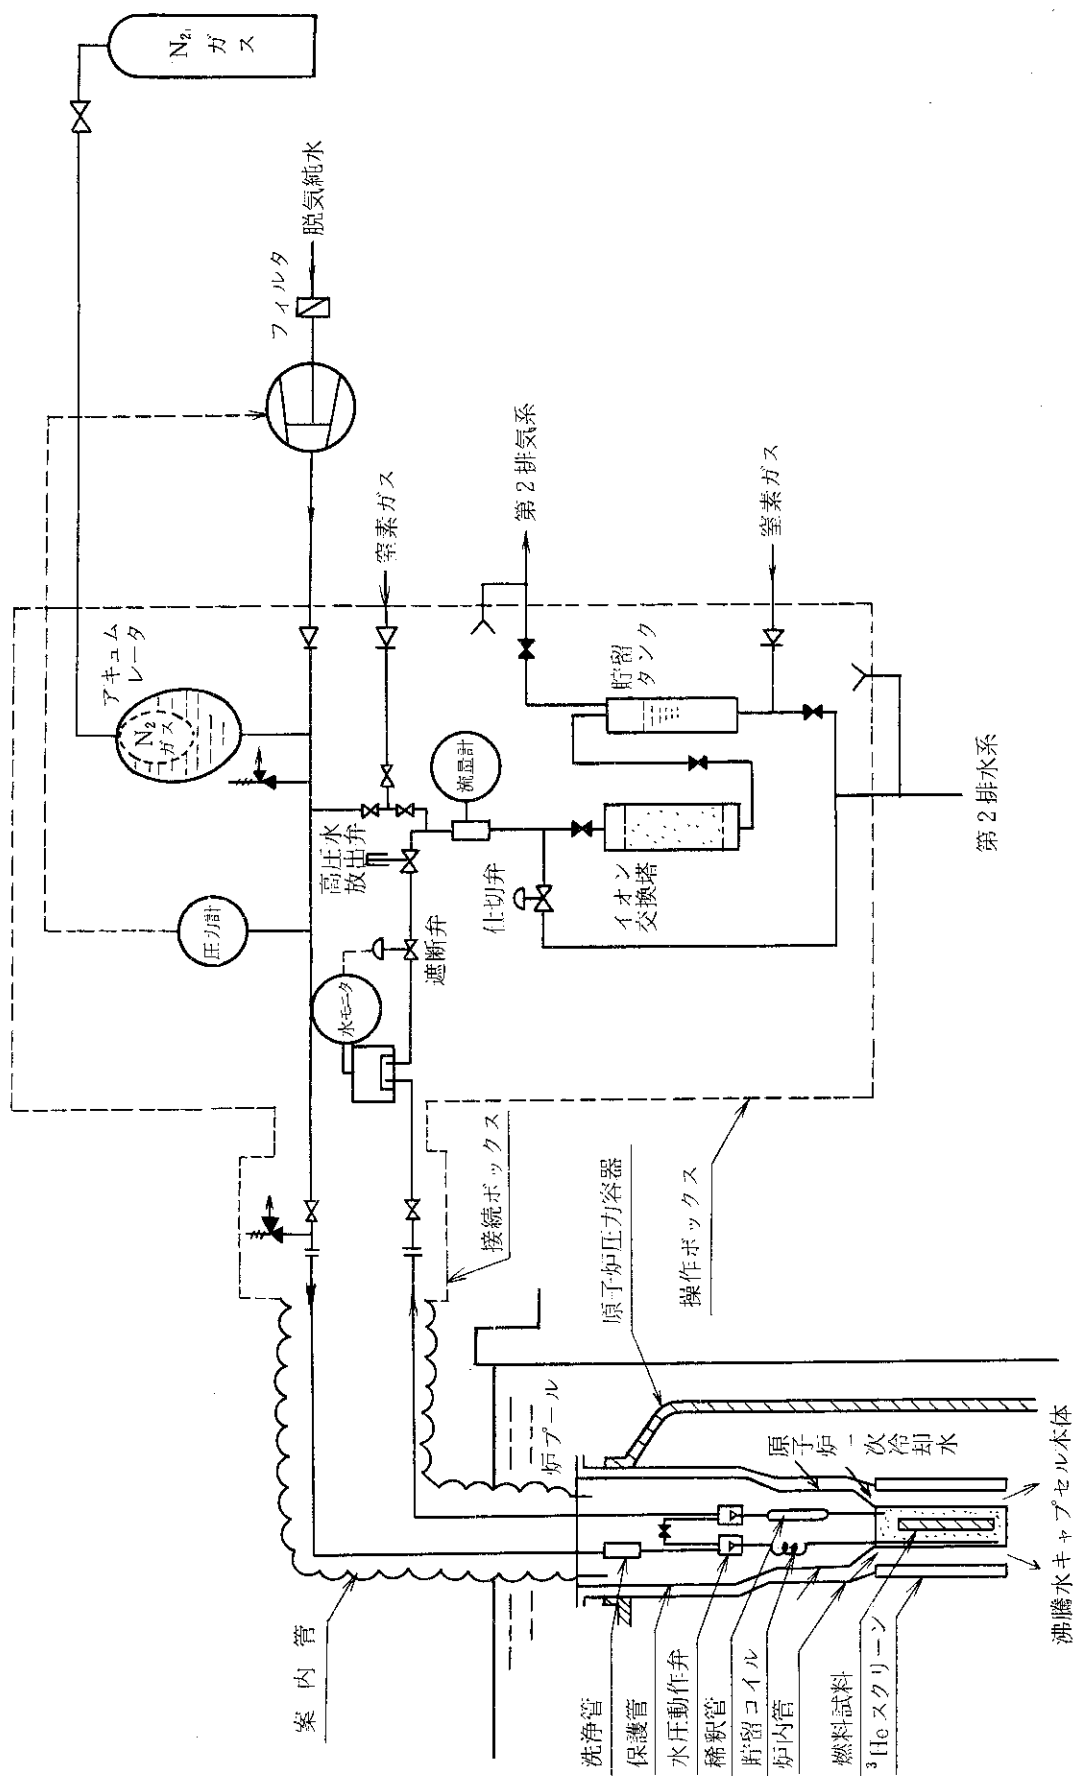 N₂
ガス
脱気純水
フィルタ
アキュム
レータ
N₂
ガス
窒素ガス
第2排気系
窒素ガス
貯留
タンク
流量計
高圧水
放出弁
圧力計
仕切弁
イオン
交換塔
遮断弁
水モニタ
第2排水系
接続ボックス
操作ボックス
原子炉圧力容器
炉プール
原子炉一次冷却水
案内管
洗浄管
保護管
水圧動作弁
稀釈管
貯留コイル
炉内管
燃料試料
³Heスクリーン
沸騰水キャプセル本体